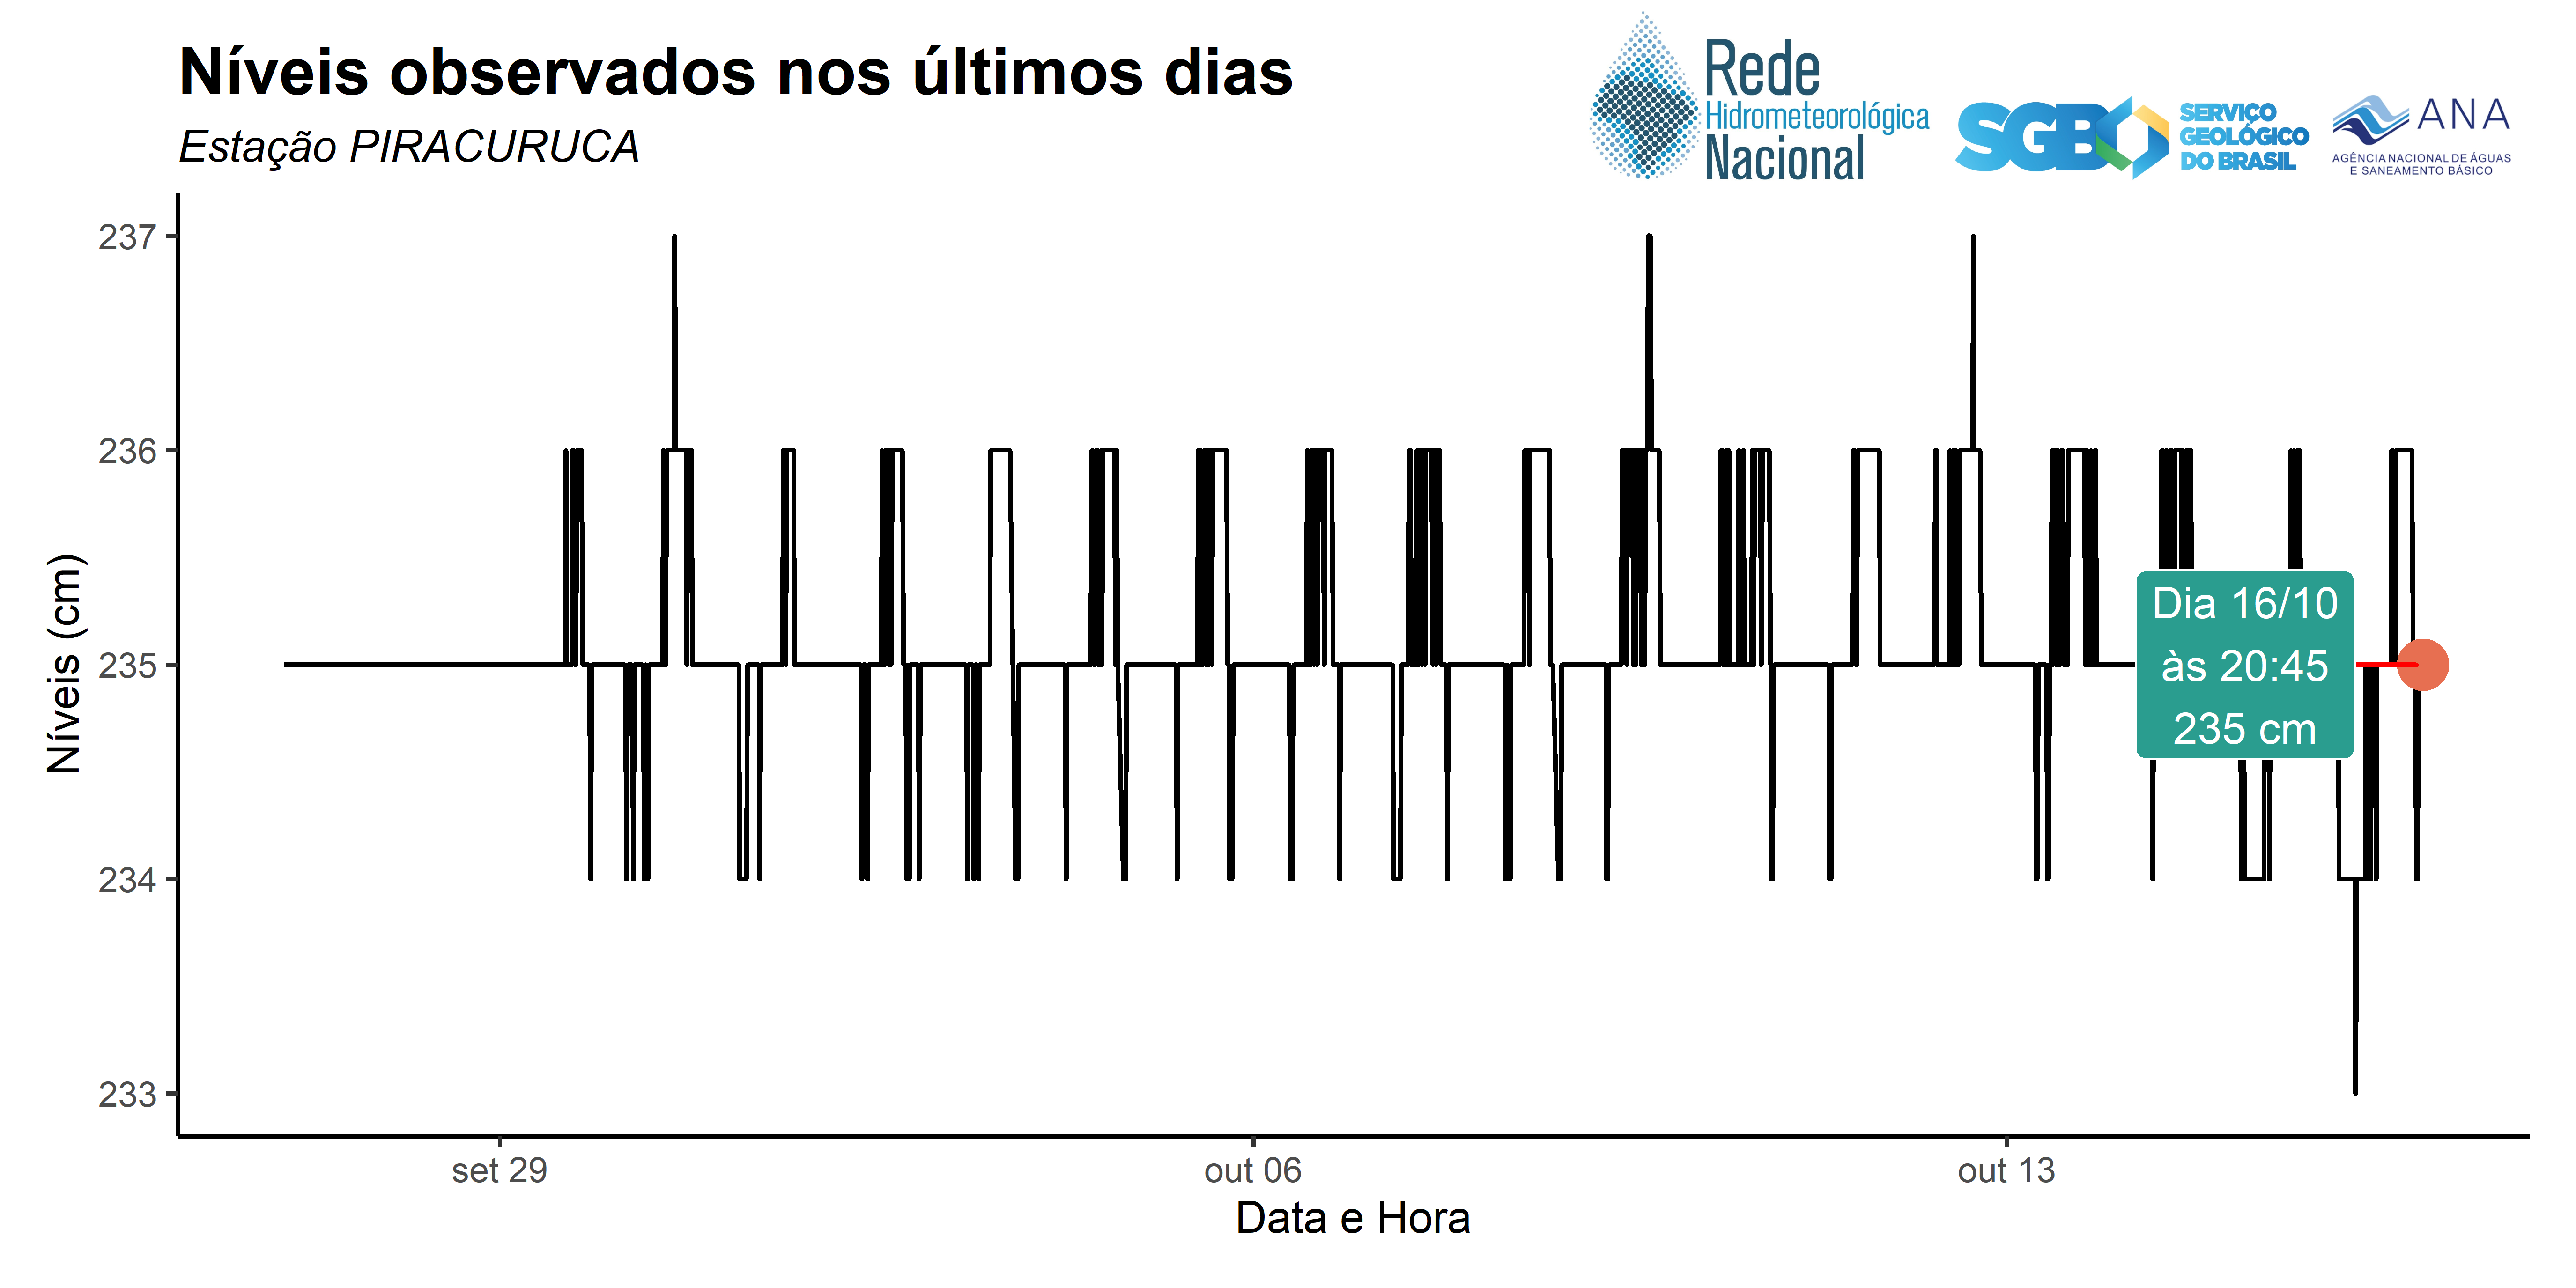 Níveis observados nos últimos dias
Estação PIRACURUCA
Rede
Hidrometeorológica
Nacional
SGB
SERVIÇO
GEOLÓGICO
DO BRASIL
ANA
AGÊNCIA NACIONAL DE ÁGUAS
E SANEAMENTO BÁSICO
Níveis (cm)
237
236
235
234
233
Dia 16/10
às 20:45
235 cm
set 29
out 06
out 13
Data e Hora